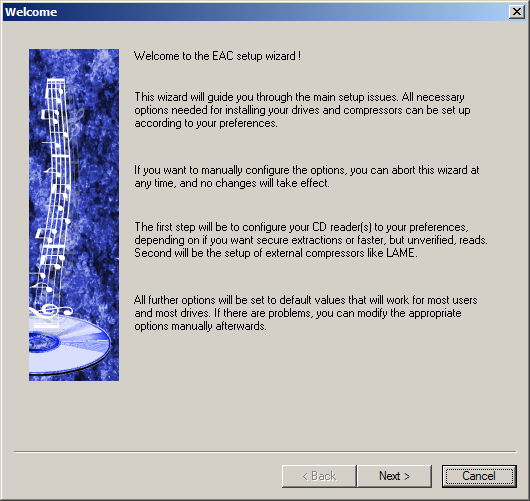 Welcome
Welcome to the EAC setup wizard !
This wizard will guide you through the main setup issues. All necessary
options needed for installing your drives and compressors can be set up
according to your preferences.
If you want to manually configure the options, you can abort this wizard at
any time, and no changes will take effect.
The first step will be to configure your CD reader(s) to your preferences,
depending on if you want secure extractions or faster, but unverified, reads.
Second will be the setup of external compressors like LAME.
All further options will be set to default values that will work for most users
and most drives. If there are problems, you can modify the appropriate
options manually afterwards.
< Back
Next >
Cancel